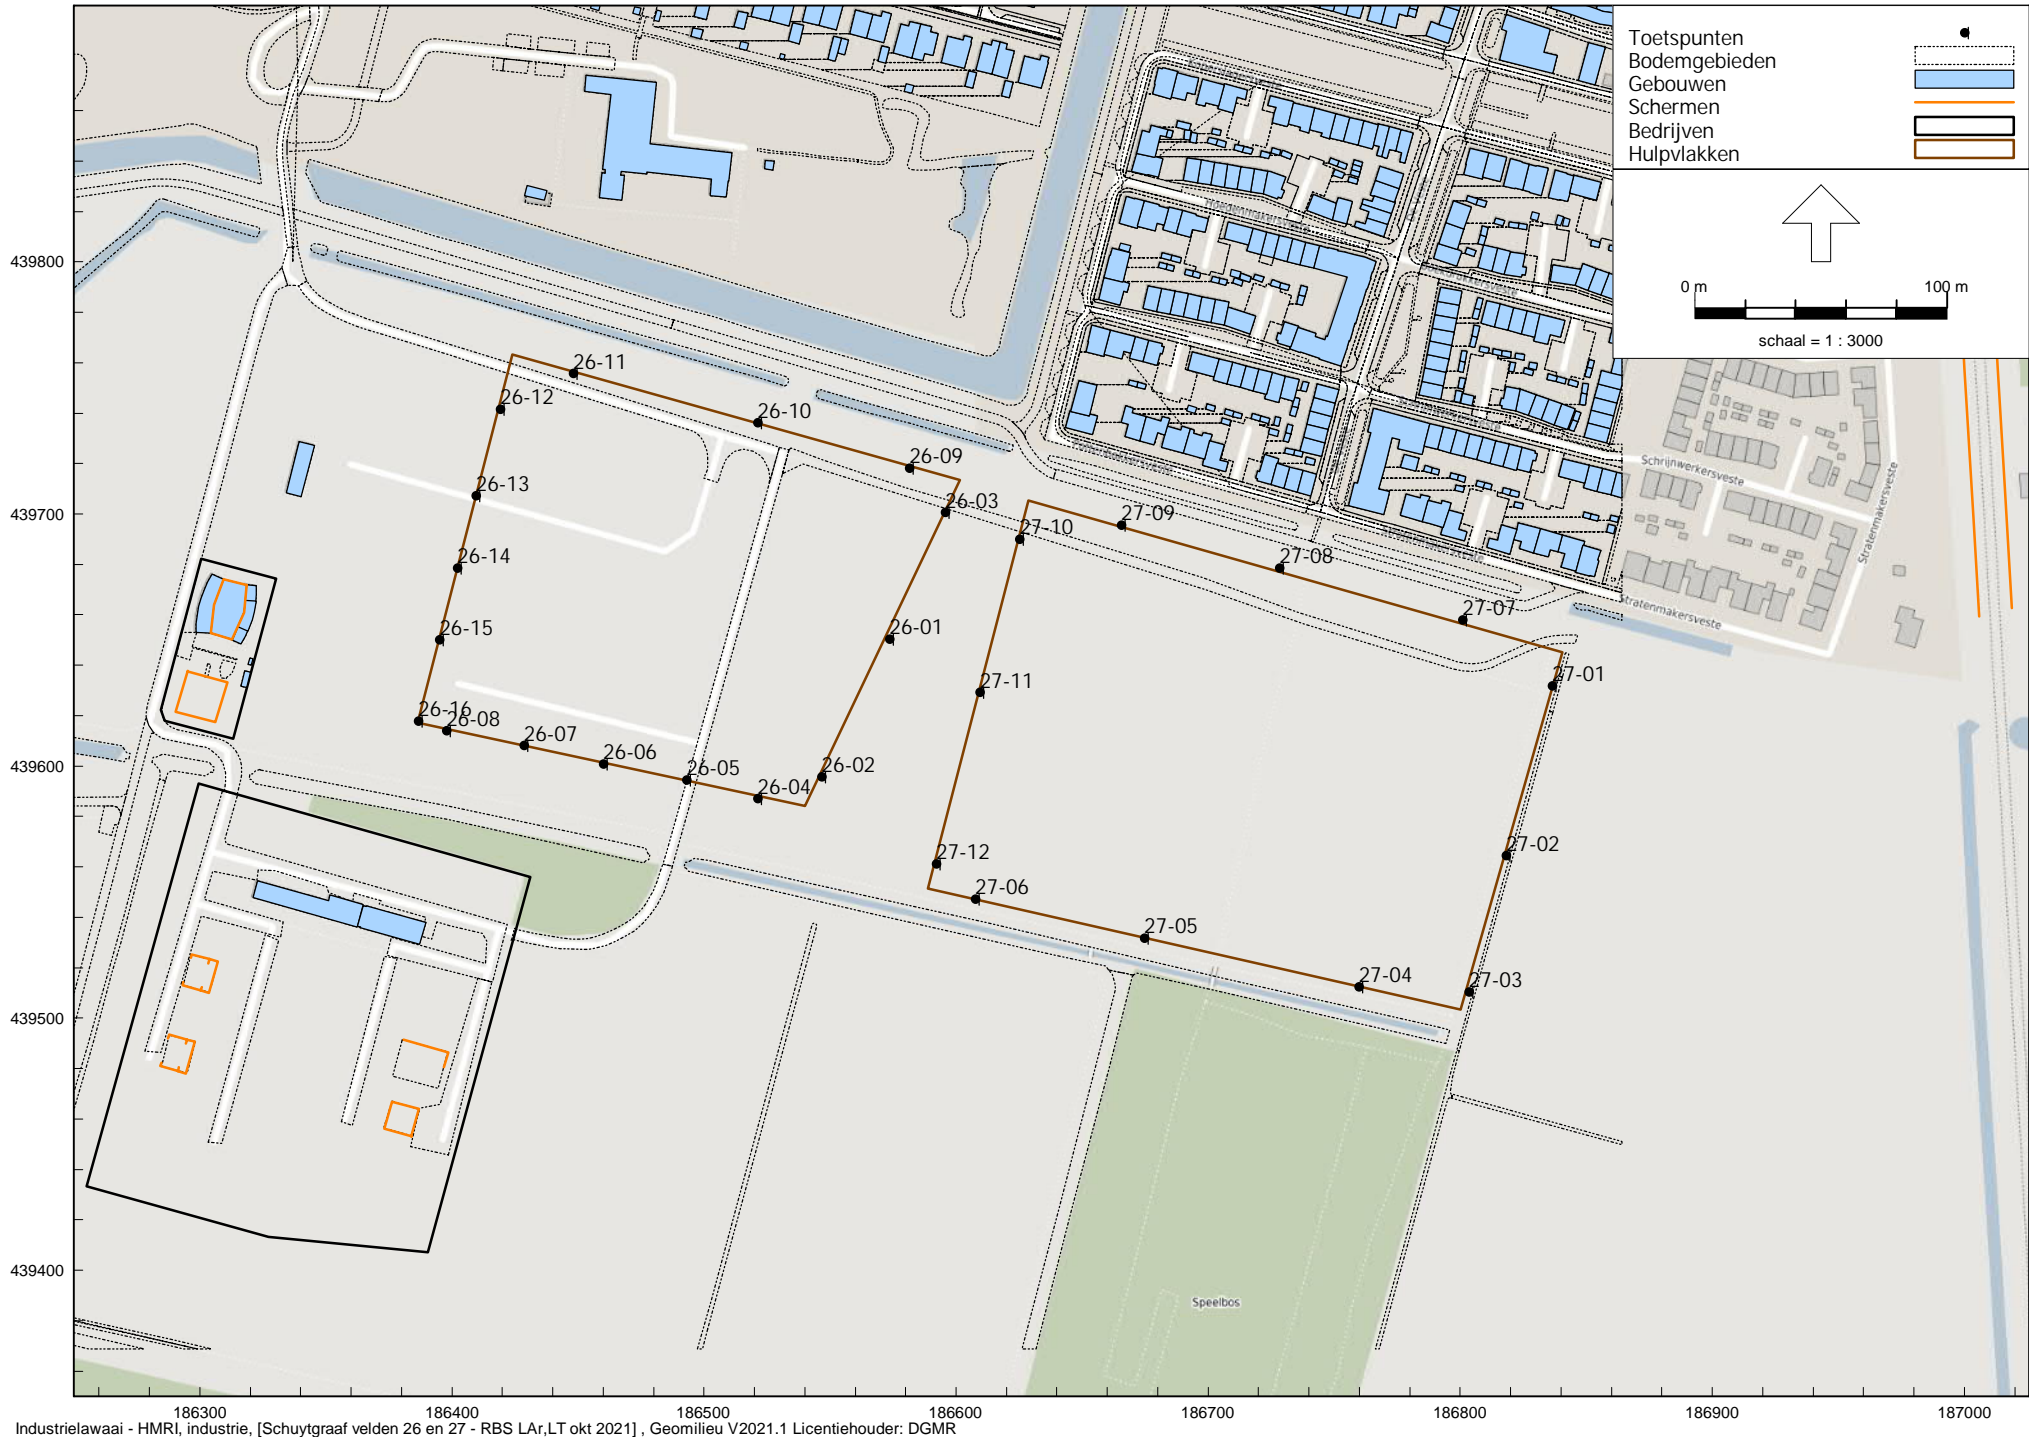 Toetspunten
Bodemgebieden
Gebouwen
Schermen
Bedrijven
Hulpvlakken
0 m
100 m
schaal = 1 : 3000
439800
439700
439600
439500
439400
26-11
26-12
26-10
26-09
26-13
26-03
26-14
26-15
26-01
26-16
26-08
26-07
26-06
26-05
26-04
26-02
27-10
27-09
27-08
27-07
27-01
27-11
27-02
27-12
27-06
27-05
27-04
27-03
Hoedenmakersveste
Schrijnwerkersveste
Stratenmakersveste
Stratenmakersveste
Speelbos
186300
186400
186500
186600
186700
186800
186900
187000
Industrielawaai - HMRI, industrie, [Schuytgraaf velden 26 en 27 - RBS LAr,LT okt 2021] , Geomilieu V2021.1 Licentiehouder: DGMR